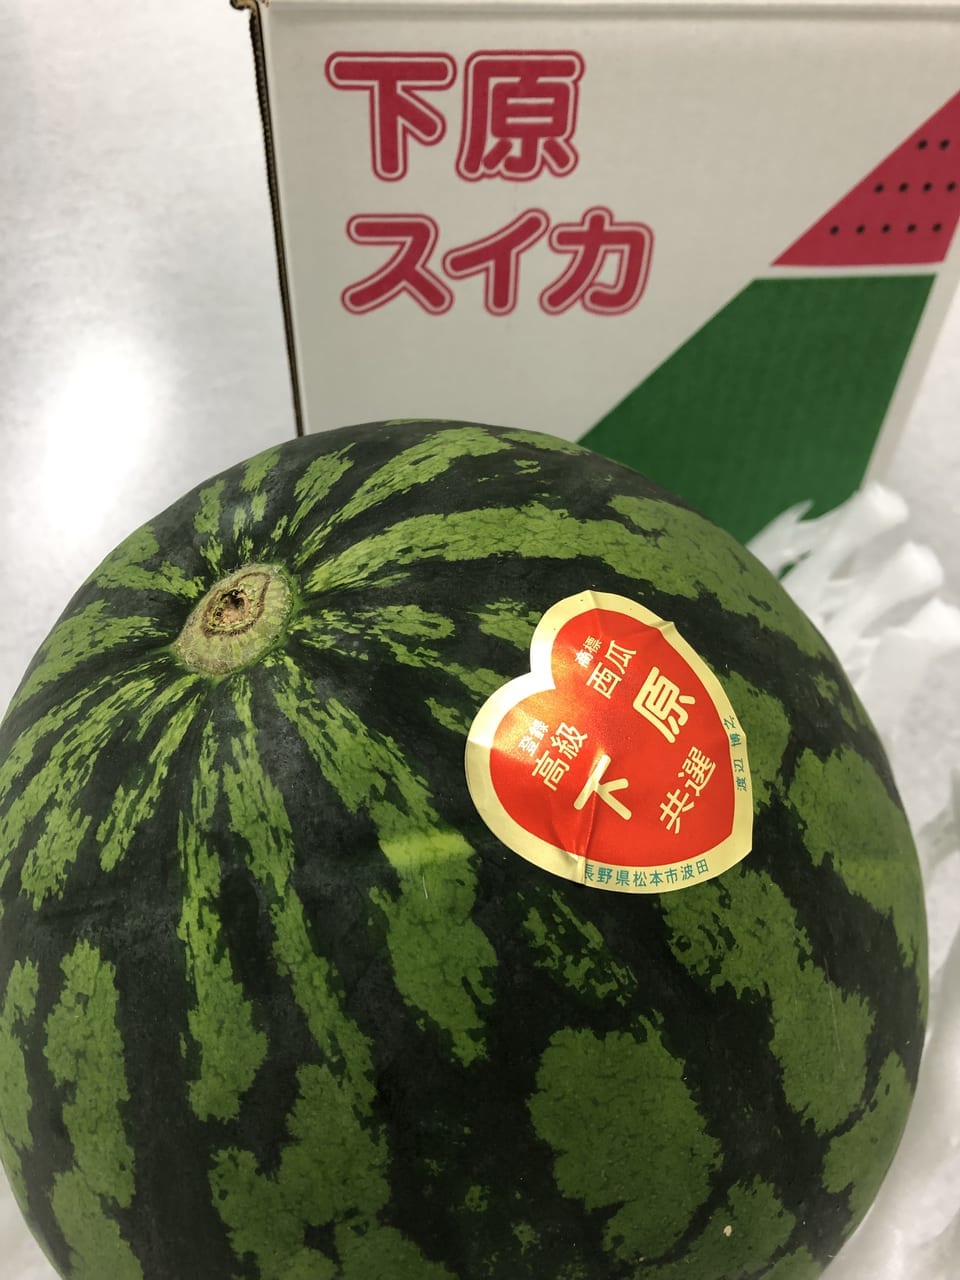 下原
スイカ
登録
商標
高級
西瓜
下原
共選
渡辺 博
長野県松本市波田